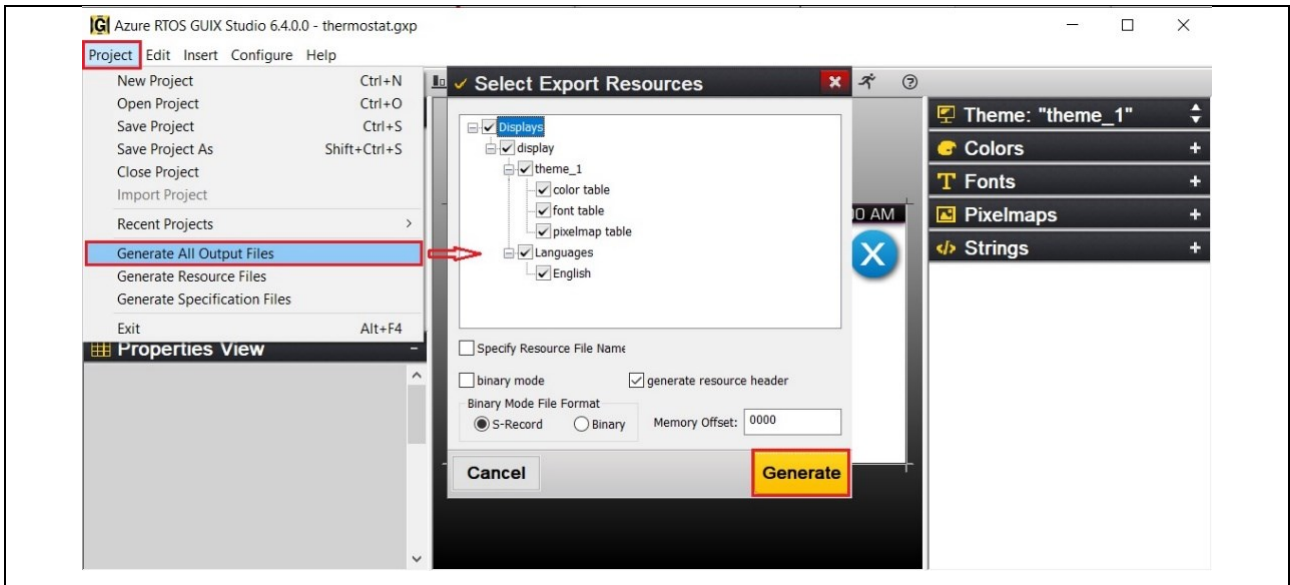 Azure RTOS GUIX Studio 6.4.0.0 - thermostat.gxp
Project Edit Insert Configure Help
New Project Ctrl+N
Open Project Ctrl+O
Save Project Ctrl+S
Save Project As Shift+Ctrl+S
Close Project
Import Project
Recent Projects >
Generate All Output Files
Generate Resource Files
Generate Specification Files
Exit Alt+F4
Properties View
Select Export Resources
Displays
display
theme_1
color table
font table
pixelmap table
Languages
English
Specify Resource File Name
binary mode
generate resource header
Binary Mode File Format
S-Record
Binary
Memory Offset: 0000
Cancel
Generate
AM
X
Theme: "theme_1"
Colors +
Fonts +
Pixelmaps +
Strings +